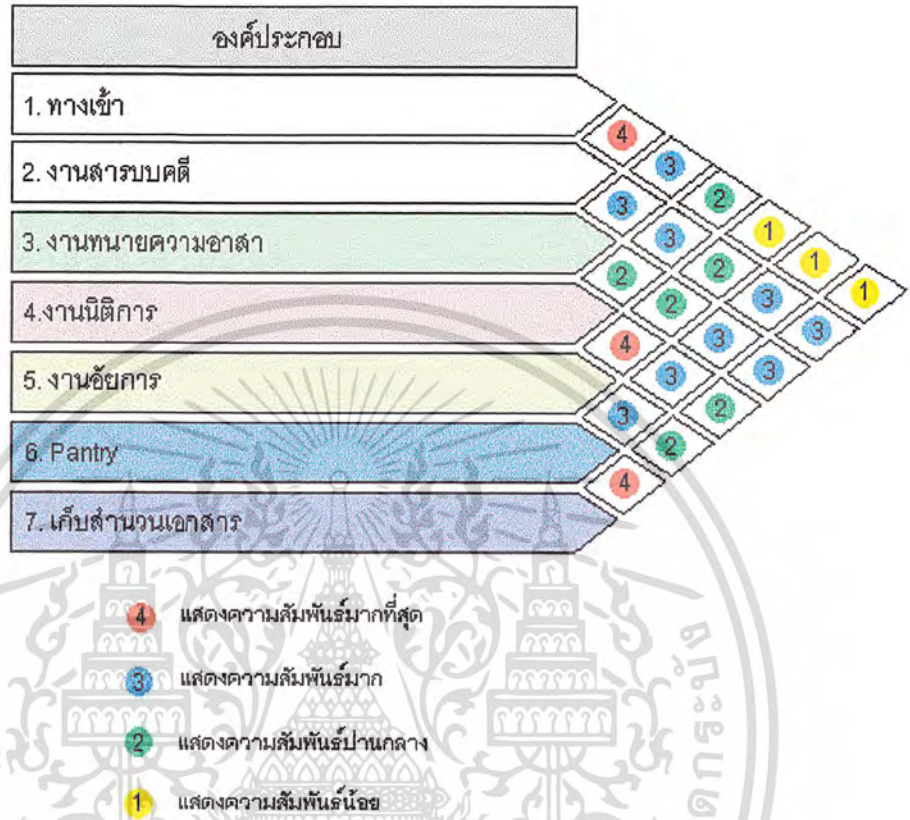 องค์ประกอบ
1. ทางเข้า
2. งานสารบบคดี
3. งานทนายความอาสา
4.งานนิติการ
5. งานอัยการ
6. Pantry
7. เก็บสำนวนเอกสาร
4 3 2 1 1 1
3 3 2 3 3
2 2 3 3
4 3 2
3 2
4
4 แสดงความสัมพันธ์มากที่สุด
3 แสดงความสัมพันธ์มาก
2 แสดงความสัมพันธ์ปานกลาง
1 แสดงความสัมพันธ์น้อย